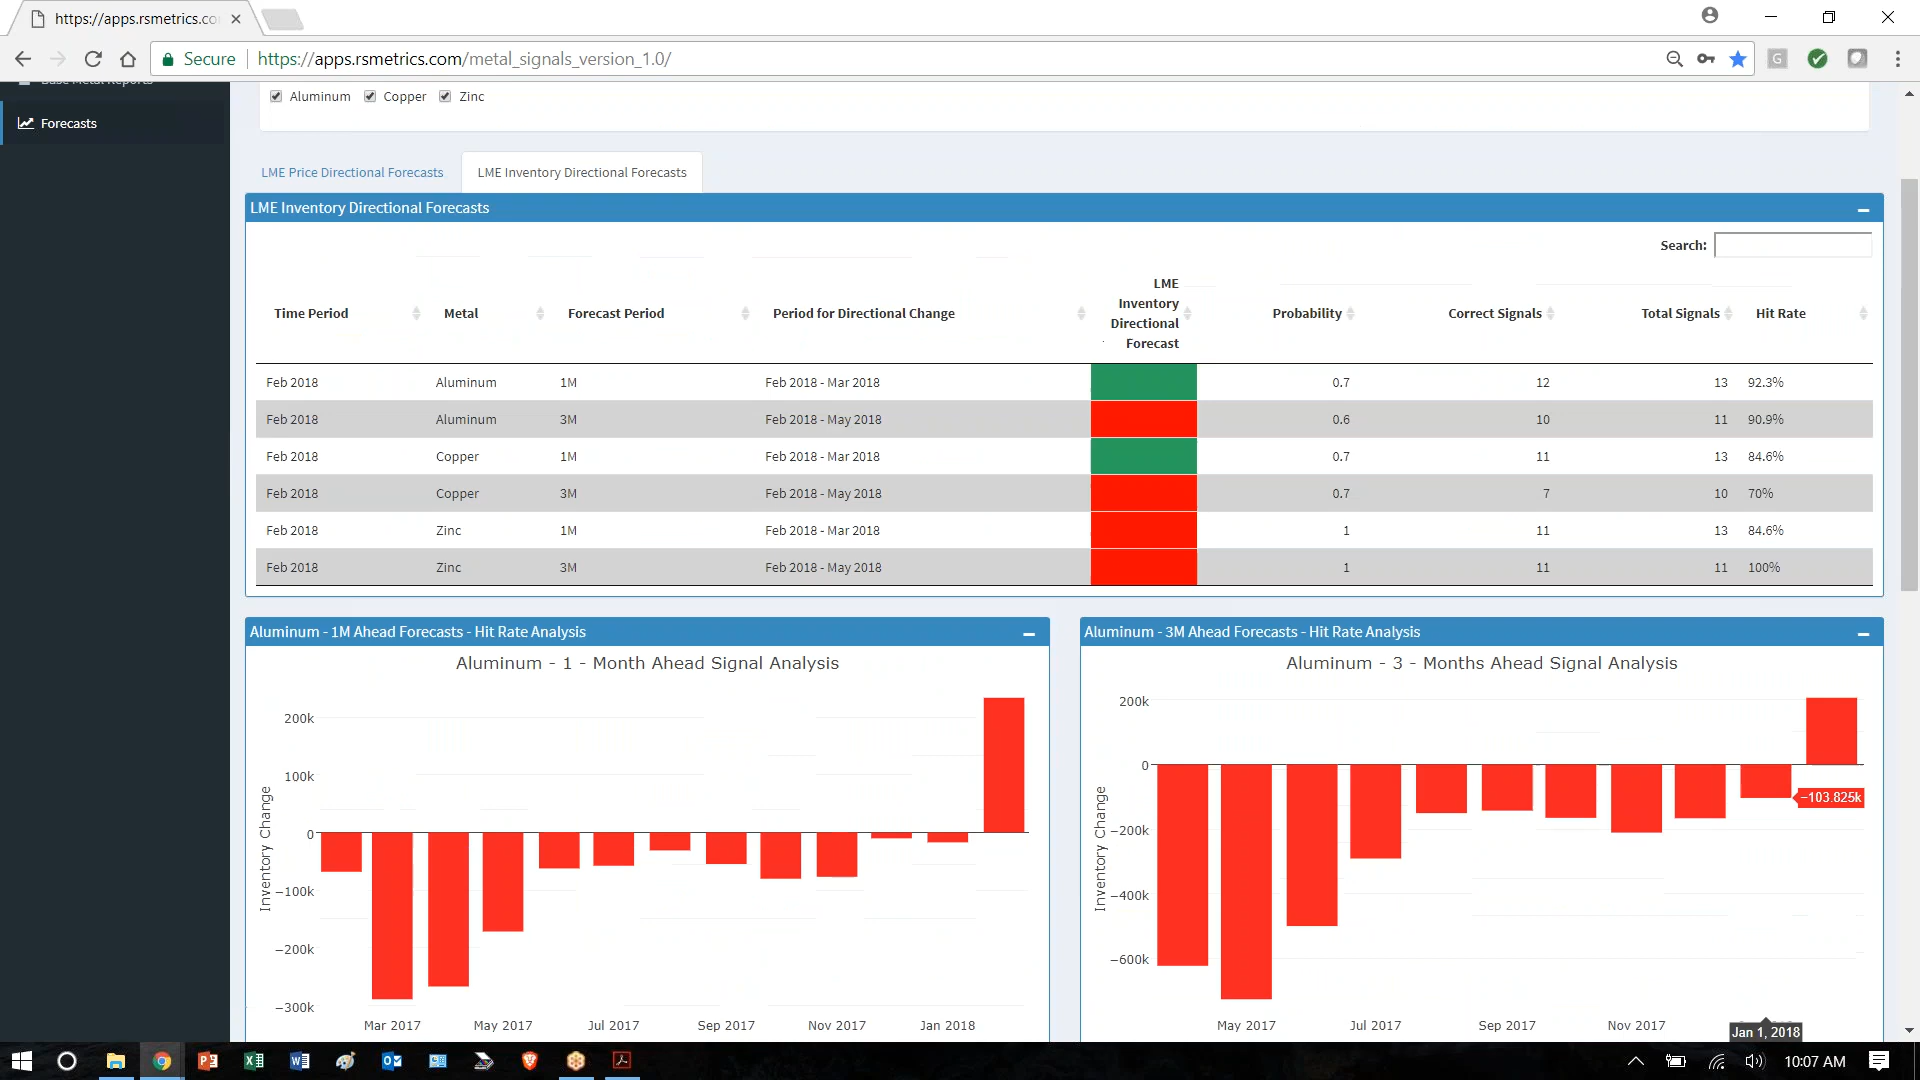 https://apps.rsmetrics.co
Secure
https://apps.rsmetrics.com/metal_signals_version_1.0/
G
Base Metal Reports
Forecasts
Aluminum Copper Zinc
LME Price Directional Forecasts
LME Inventory Directional Forecasts
LME Inventory Directional Forecasts
Search:
Time Period Metal Forecast Period Period for Directional Change LME Inventory Directional Forecast Probability Correct Signals Total Signals Hit Rate
Feb 2018 Aluminum 1M Feb 2018 - Mar 2018 0.7 12 13 92.3%
Feb 2018 Aluminum 3M Feb 2018 - May 2018 0.6 10 11 90.9%
Feb 2018 Copper 1M Feb 2018 - Mar 2018 0.7 11 13 84.6%
Feb 2018 Copper 3M Feb 2018 - May 2018 0.7 7 10 70%
Feb 2018 Zinc 1M Feb 2018 - Mar 2018 1 11 13 84.6%
Feb 2018 Zinc 3M Feb 2018 - May 2018 1 11 11 100%
Aluminum - 1M Ahead Forecasts - Hit Rate Analysis
Aluminum - 1 - Month Ahead Signal Analysis
Inventory Change
200k
100k
0
−100k
−200k
−300k
Mar 2017 May 2017 Jul 2017 Sep 2017 Nov 2017 Jan 2018
Aluminum - 3M Ahead Forecasts - Hit Rate Analysis
Aluminum - 3 - Months Ahead Signal Analysis
Inventory Change
200k
0
−200k
−400k
−600k
−103.825k
May 2017 Jul 2017 Sep 2017 Nov 2017
Jan 1, 2018
10:07 AM